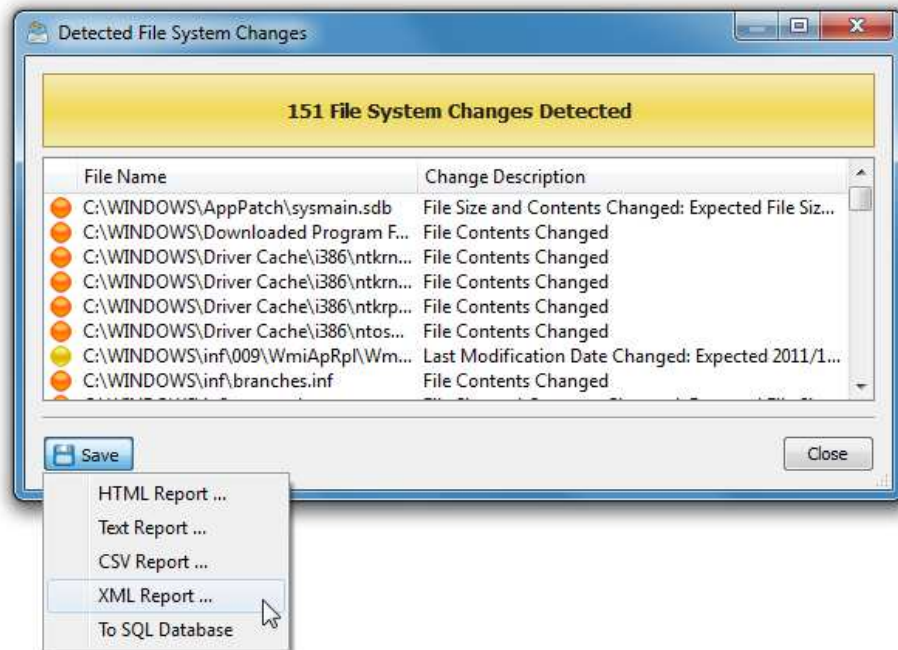 Detected File System Changes
151 File System Changes Detected
File Name Change Description
C:\WINDOWS\AppPatch\sysmain.sdb File Size and Contents Changed: Expected File Siz...
C:\WINDOWS\Downloaded Program F... File Contents Changed
C:\WINDOWS\Driver Cache\i386\ntkrn... File Contents Changed
C:\WINDOWS\Driver Cache\i386\ntkrn... File Contents Changed
C:\WINDOWS\Driver Cache\i386\ntkrp... File Contents Changed
C:\WINDOWS\Driver Cache\i386\ntos... File Contents Changed
C:\WINDOWS\inf\009\WmiApRpl\Wm... Last Modification Date Changed: Expected 2011/1...
C:\WINDOWS\inf\branches.inf File Contents Changed
Save Close
HTML Report ...
Text Report ...
CSV Report ...
XML Report ...
To SQL Database